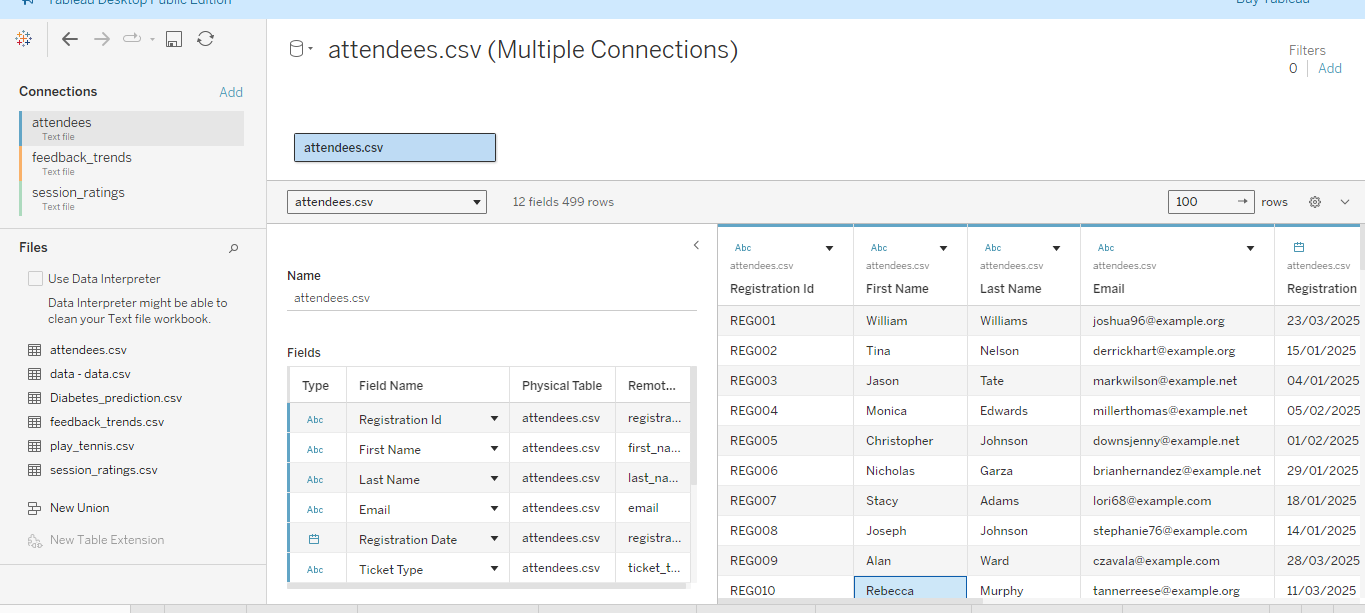 Tableau Desktop Public Edition
Buy Tableau
attendees.csv (Multiple Connections)
Filters
0 Add
Connections Add
attendees
Text file
feedback_trends
Text file
session_ratings
Text file
attendees.csv
attendees.csv
12 fields 499 rows
100
rows
Files
Use Data Interpreter
Data Interpreter might be able to
clean your Text file workbook.
attendees.csv
data - data.csv
Diabetes_prediction.csv
feedback_trends.csv
play_tennis.csv
session_ratings.csv
New Union
New Table Extension
Name
attendees.csv
Fields
Type Field Name Physical Table Remot...
Abc Registration Id attendees.csv registra...
Abc First Name attendees.csv first_na...
Abc Last Name attendees.csv last_na...
Abc Email attendees.csv email
Registration Date attendees.csv registra...
Abc Ticket Type attendees.csv ticket_t...
Abc Abc Abc Abc
attendees.csv attendees.csv attendees.csv attendees.csv attendees.csv
Registration Id First Name Last Name Email Registration
REG001 William Williams joshua96@example.org 23/03/2025
REG002 Tina Nelson derrickhart@example.org 15/01/2025
REG003 Jason Tate markwilson@example.net 04/01/2025
REG004 Monica Edwards millerthomas@example.net 05/02/2025
REG005 Christopher Johnson downsjenny@example.net 01/02/2025
REG006 Nicholas Garza brianhernandez@example.net 29/01/2025
REG007 Stacy Adams lori68@example.com 18/01/2025
REG008 Joseph Johnson stephanie76@example.com 14/01/2025
REG009 Alan Ward czavala@example.com 28/03/2025
REG010 Rebecca Murphy tannerreese@example.org 11/03/2025